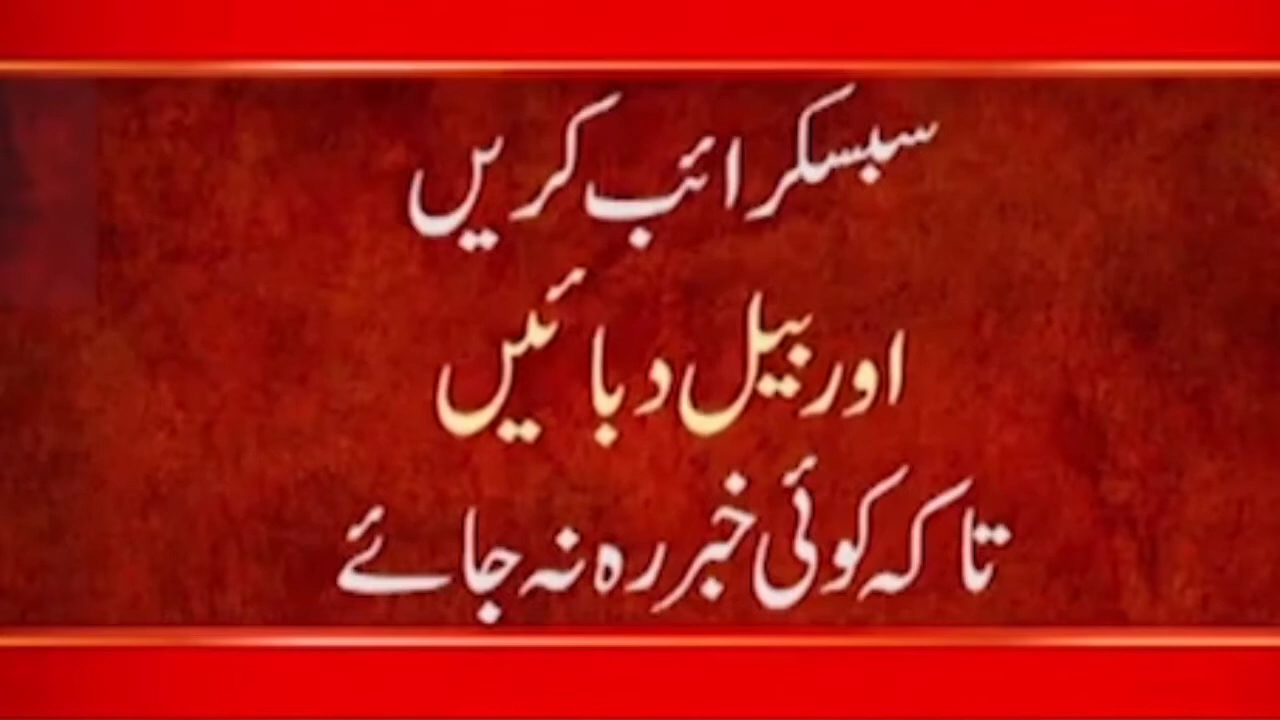 سبسکرائب کریں
اور بیل دبائیں
تاکہ کوئی خبر رہ نہ جائے